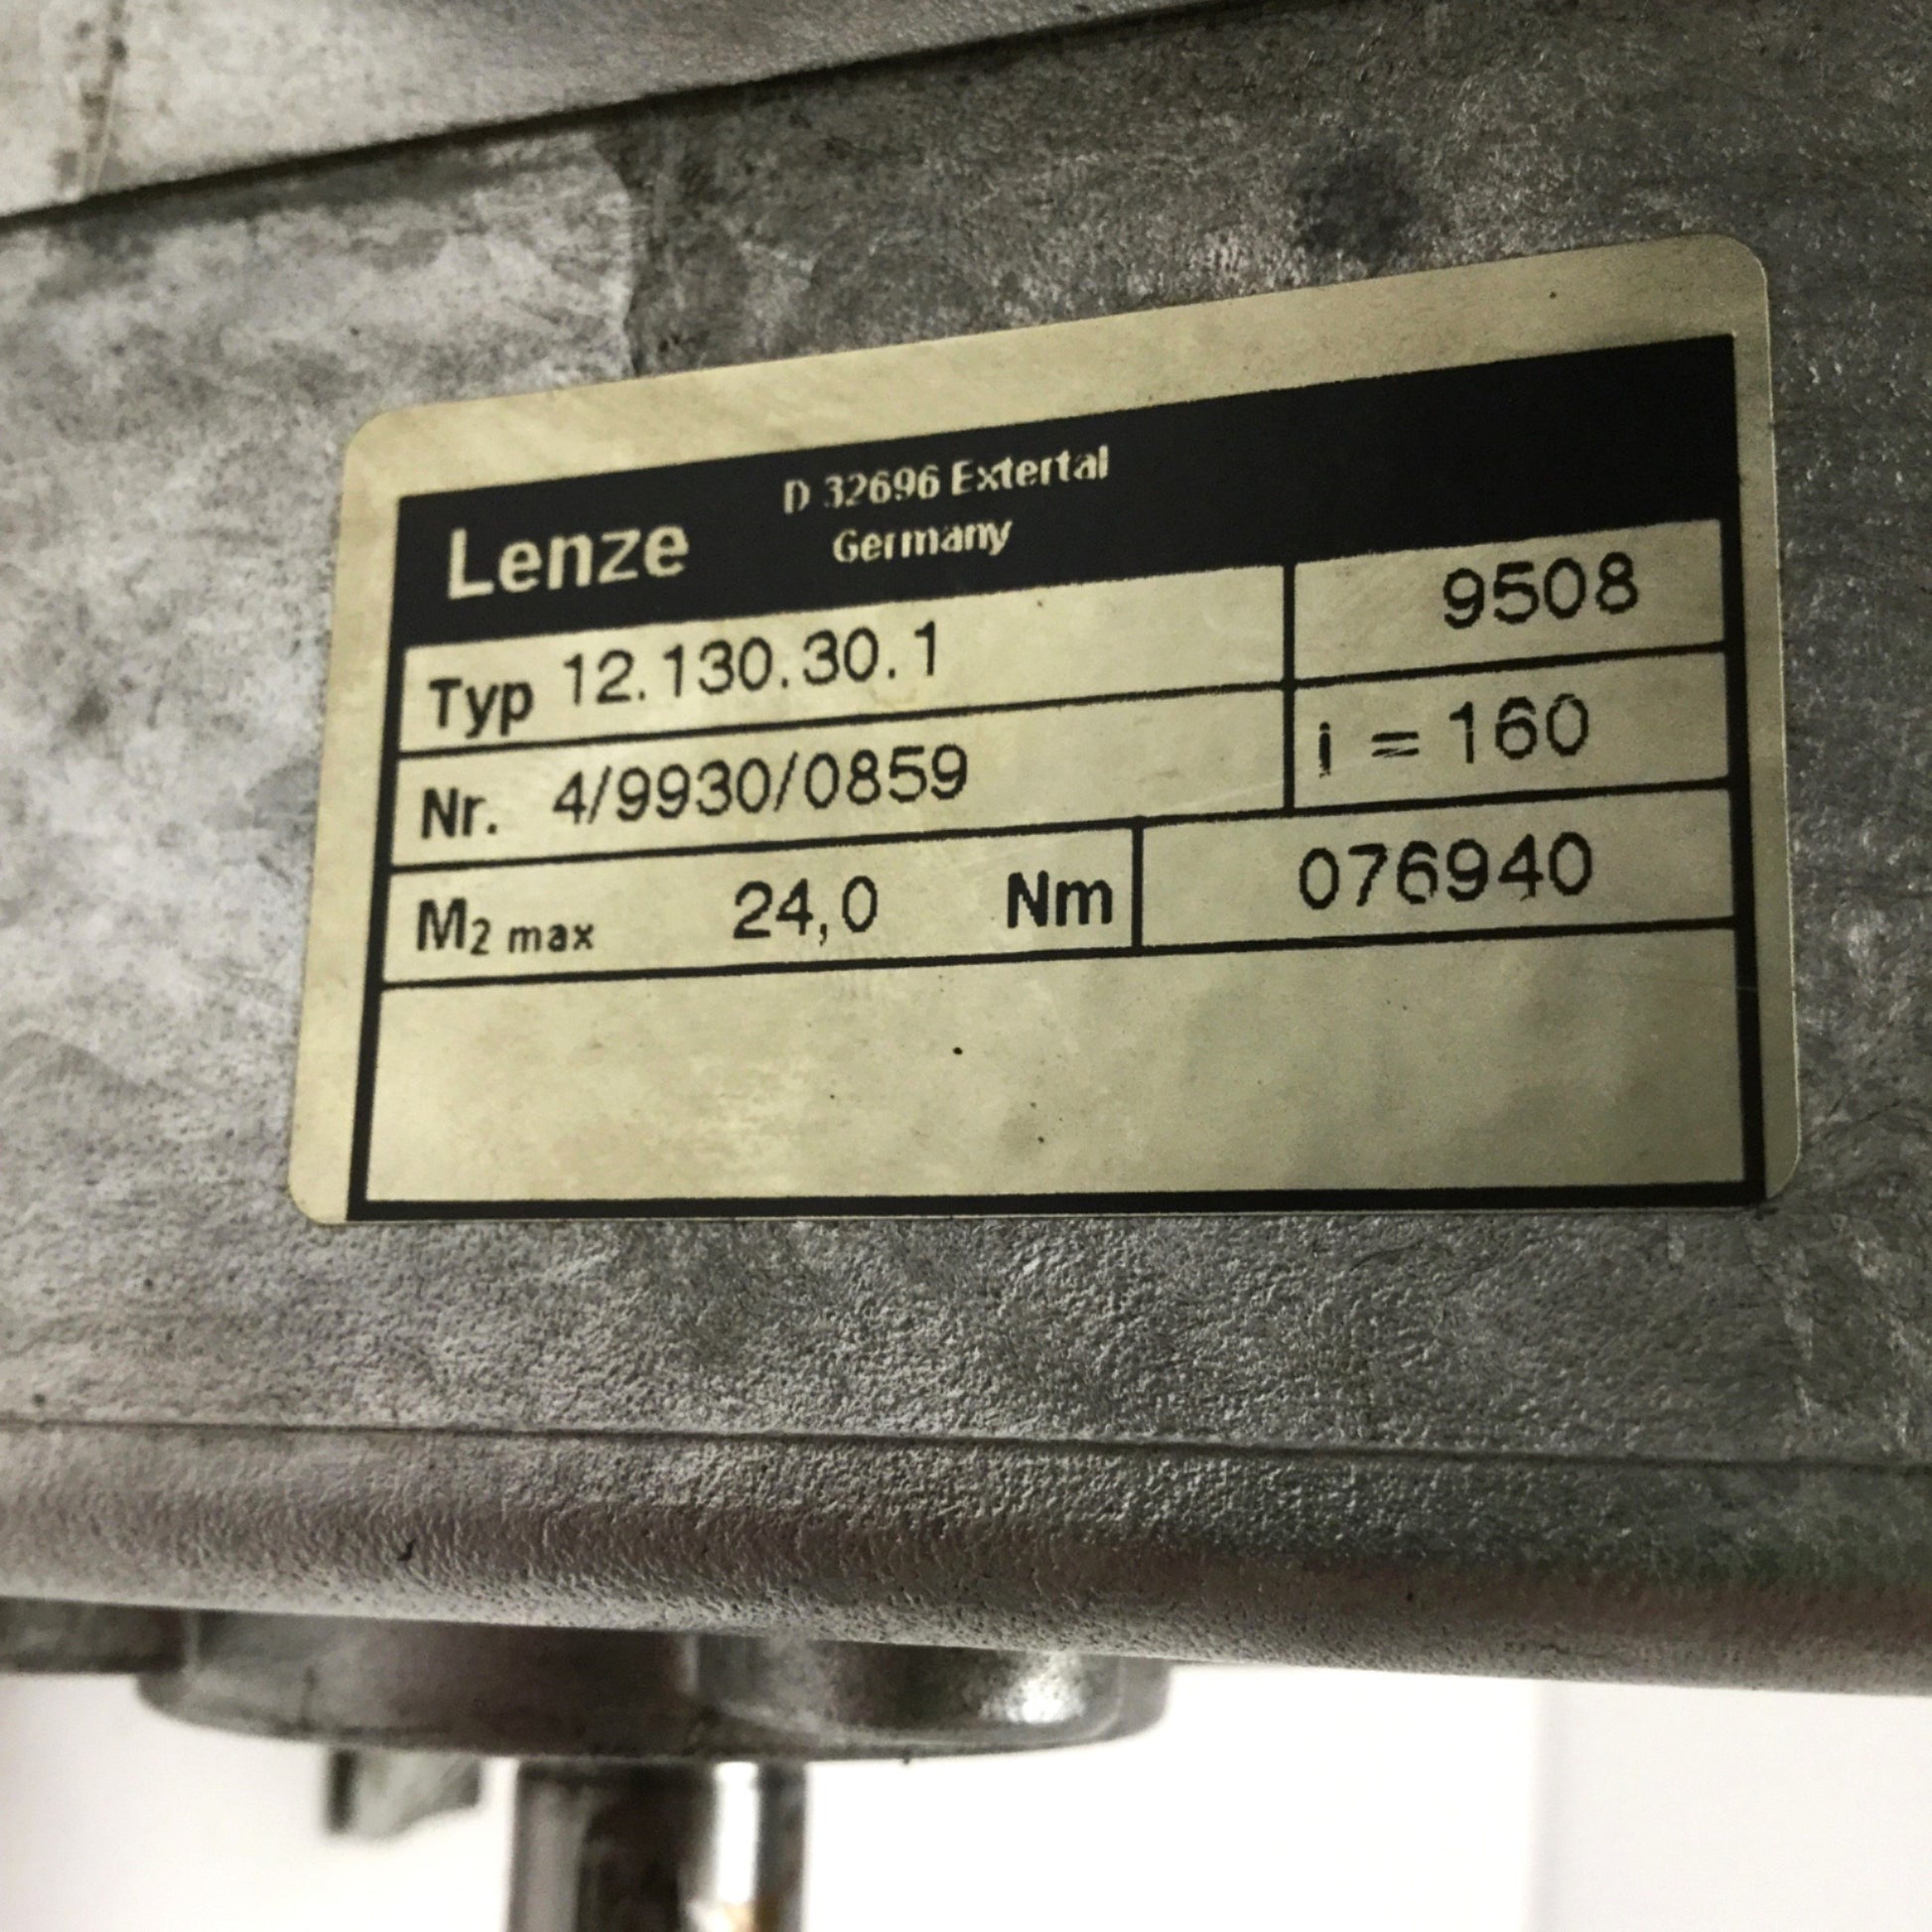 Lenze D 32696 Extertal
Germany
Typ 12.130.30.1 9508
Nr. 4/9930/0859 i = 160
M2 max 24,0 Nm 076940